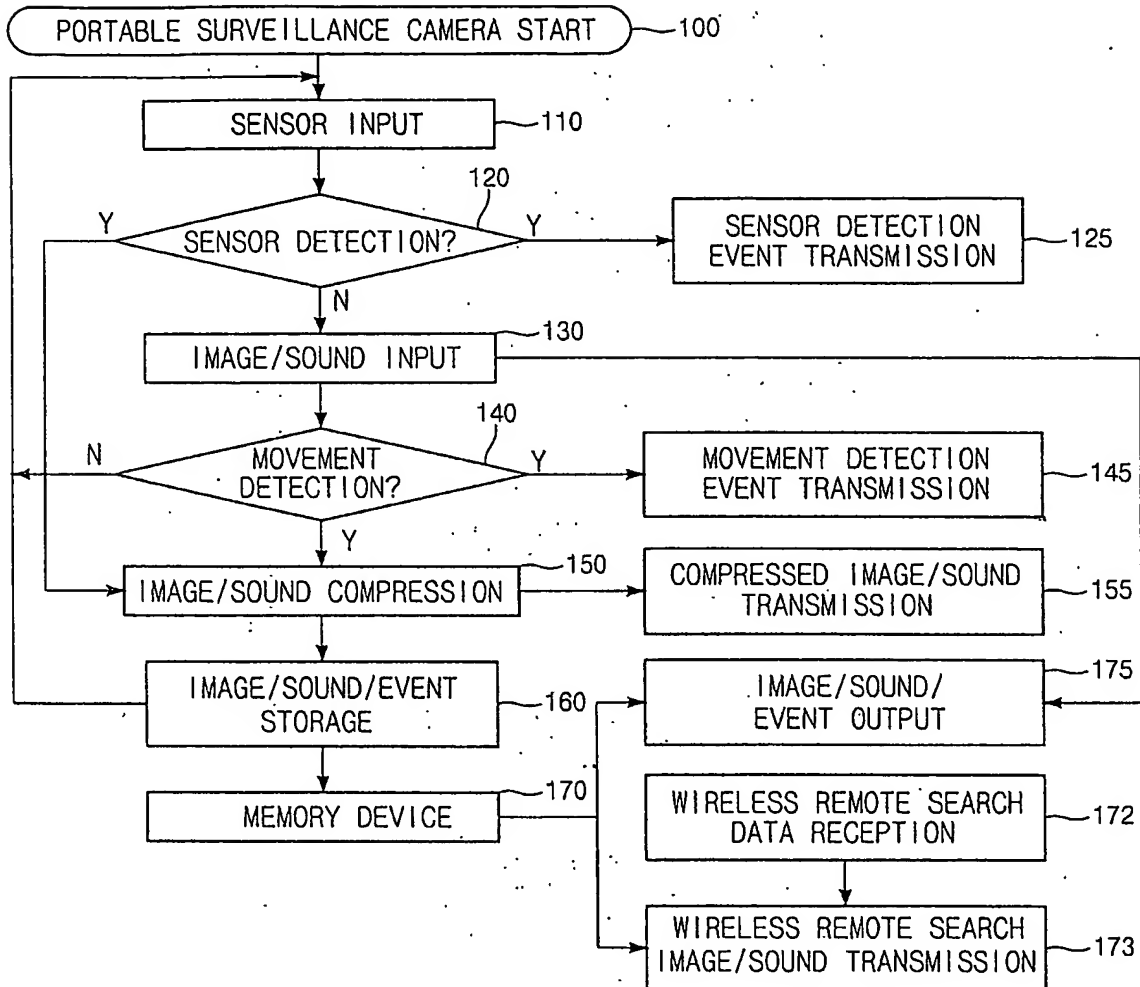 PORTABLE SURVEILLANCE CAMERA START
100
SENSOR INPUT
110
120
Y
SENSOR DETECTION?
Y
SENSOR DETECTION
EVENT TRANSMISSION
125
N
130
IMAGE/SOUND INPUT
140
N
MOVEMENT
DETECTION?
Y
MOVEMENT DETECTION
EVENT TRANSMISSION
145
Y
150
IMAGE/SOUND COMPRESSION
COMPRESSED IMAGE/SOUND
TRANSMISSION
155
IMAGE/SOUND/EVENT
STORAGE
160
IMAGE/SOUND/
EVENT OUTPUT
175
170
MEMORY DEVICE
WIRELESS REMOTE SEARCH
DATA RECEPTION
172
WIRELESS REMOTE SEARCH
IMAGE/SOUND TRANSMISSION
173